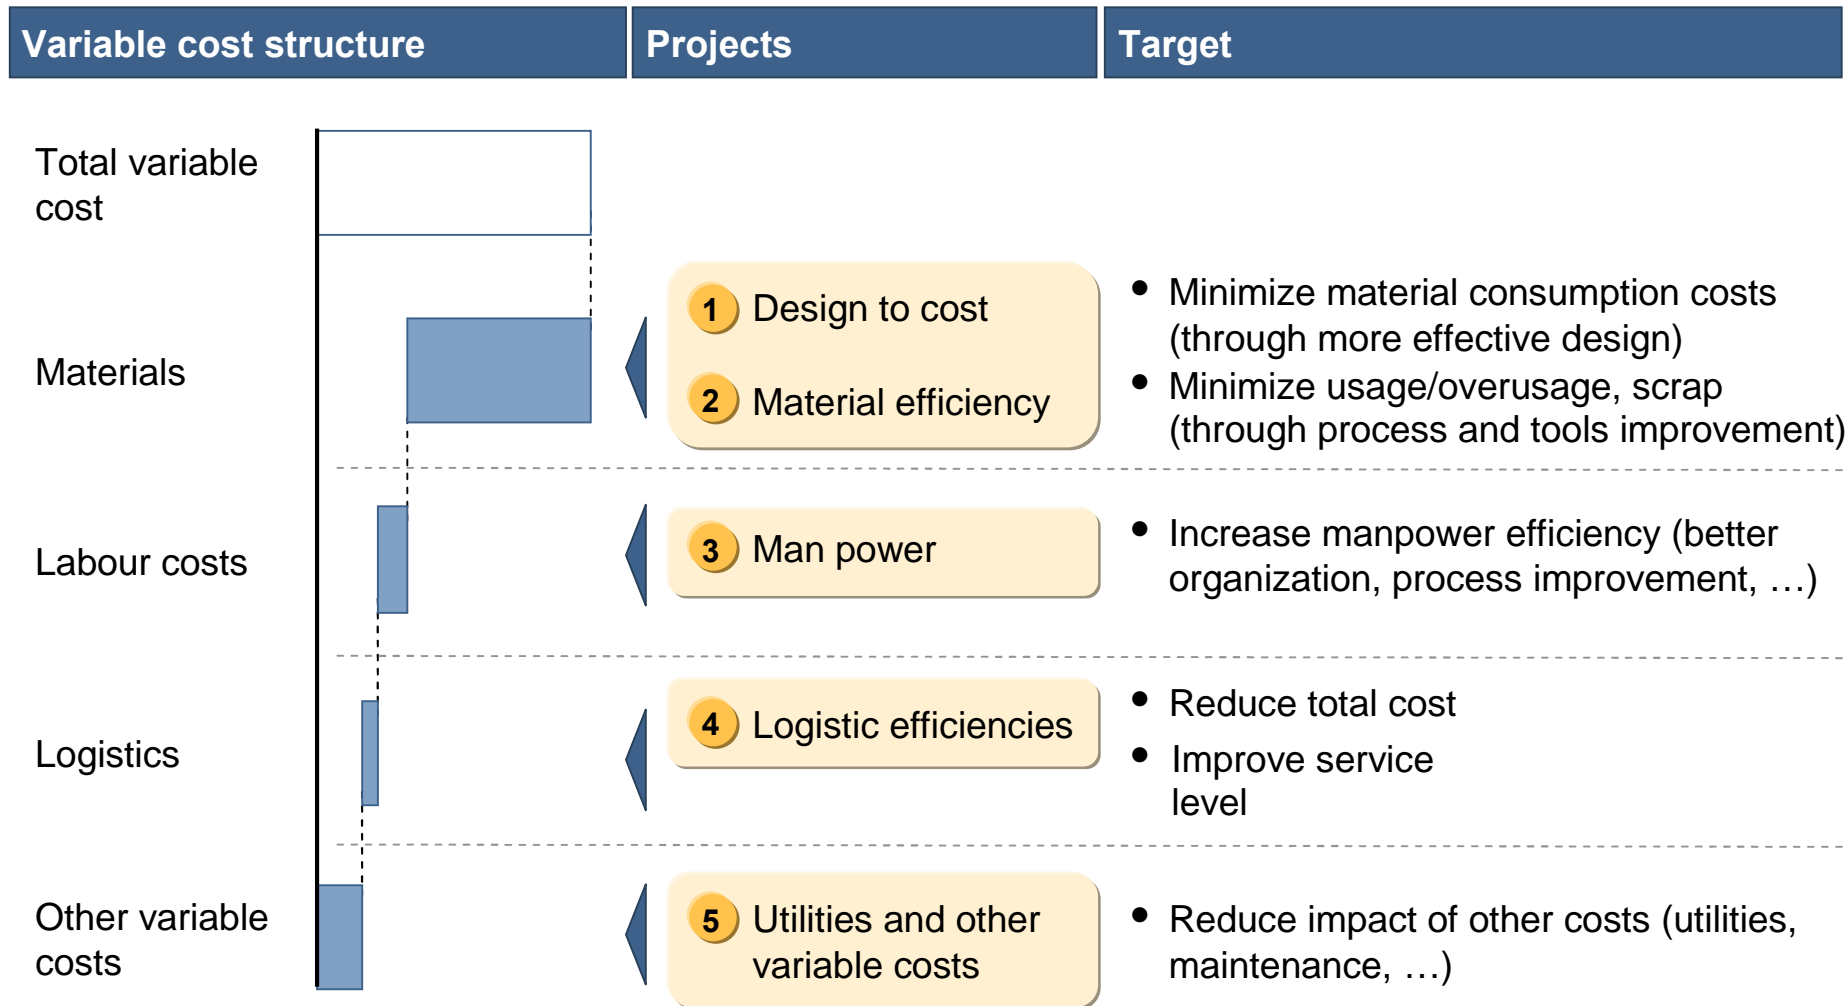 Variable cost structure
Projects
Target
Total variable
cost
Materials
1 Design to cost
2 Material efficiency
• Minimize material consumption costs
(through more effective design)
• Minimize usage/overusage, scrap
(through process and tools improvement)
Labour costs
3 Man power
• Increase manpower efficiency (better
organization, process improvement, …)
Logistics
4 Logistic efficiencies
• Reduce total cost
• Improve service
level
Other variable
costs
5 Utilities and other
variable costs
• Reduce impact of other costs (utilities,
maintenance, …)